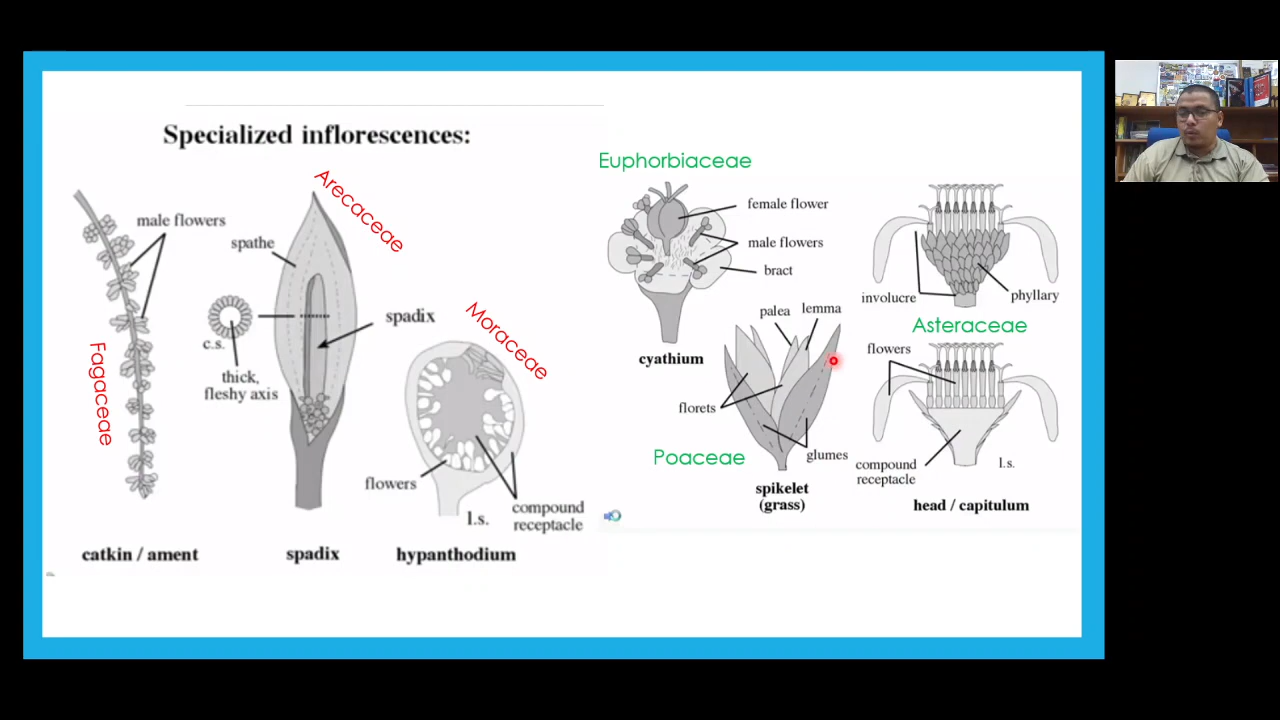 Specialized inflorescences:
Arecaceae
male flowers
spathe
spadix
c.s.
thick,
fleshy axis
Fagaceae
Moraceae
flowers
l.s.
compound
receptacle
catkin / ament
spadix
hypanthodium
Euphorbiaceae
female flower
male flowers
bract
cyathium
palea
lemma
florets
glumes
Poaceae
spikelet
(grass)
involucre
phyllary
Asteraceae
flowers
compound
receptacle
l.s.
head / capitulum